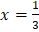 x = 1/3